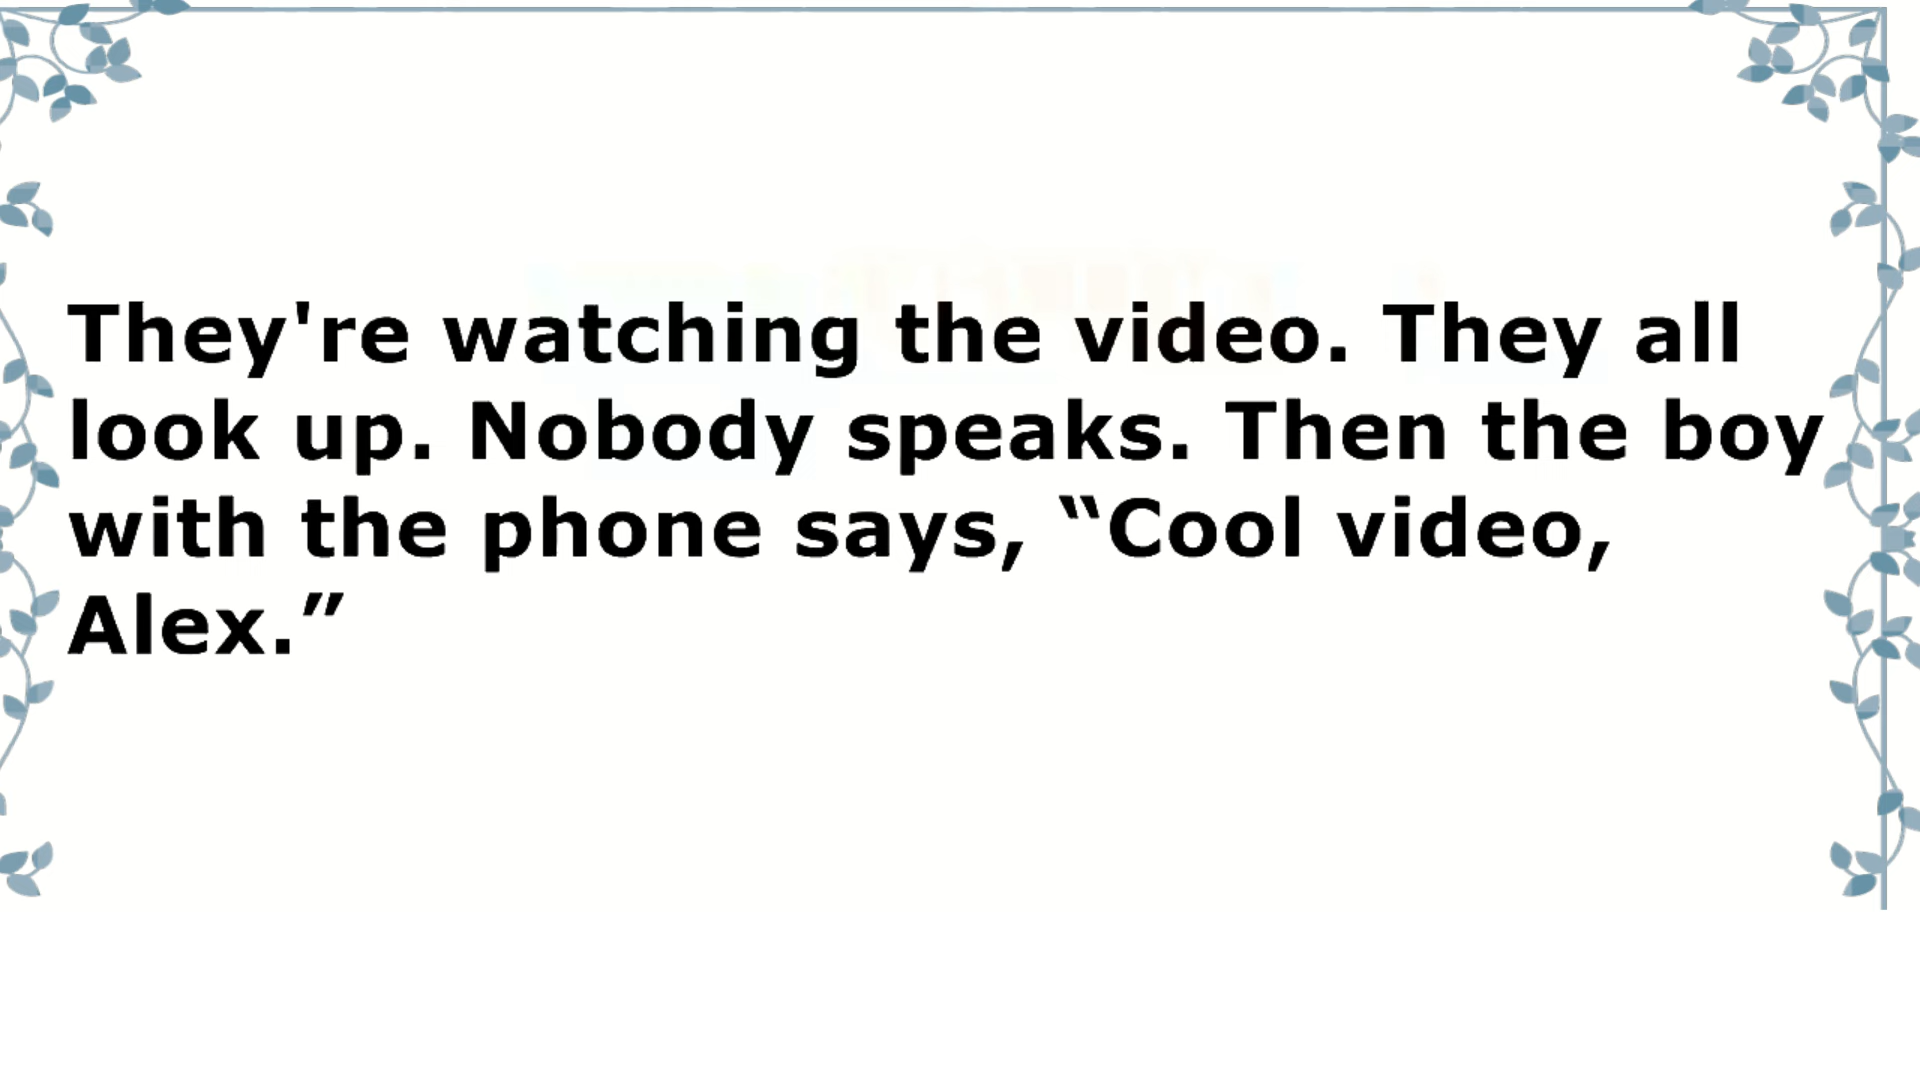 They're watching the video. They all
look up. Nobody speaks. Then the boy
with the phone says, “Cool video,
Alex.”